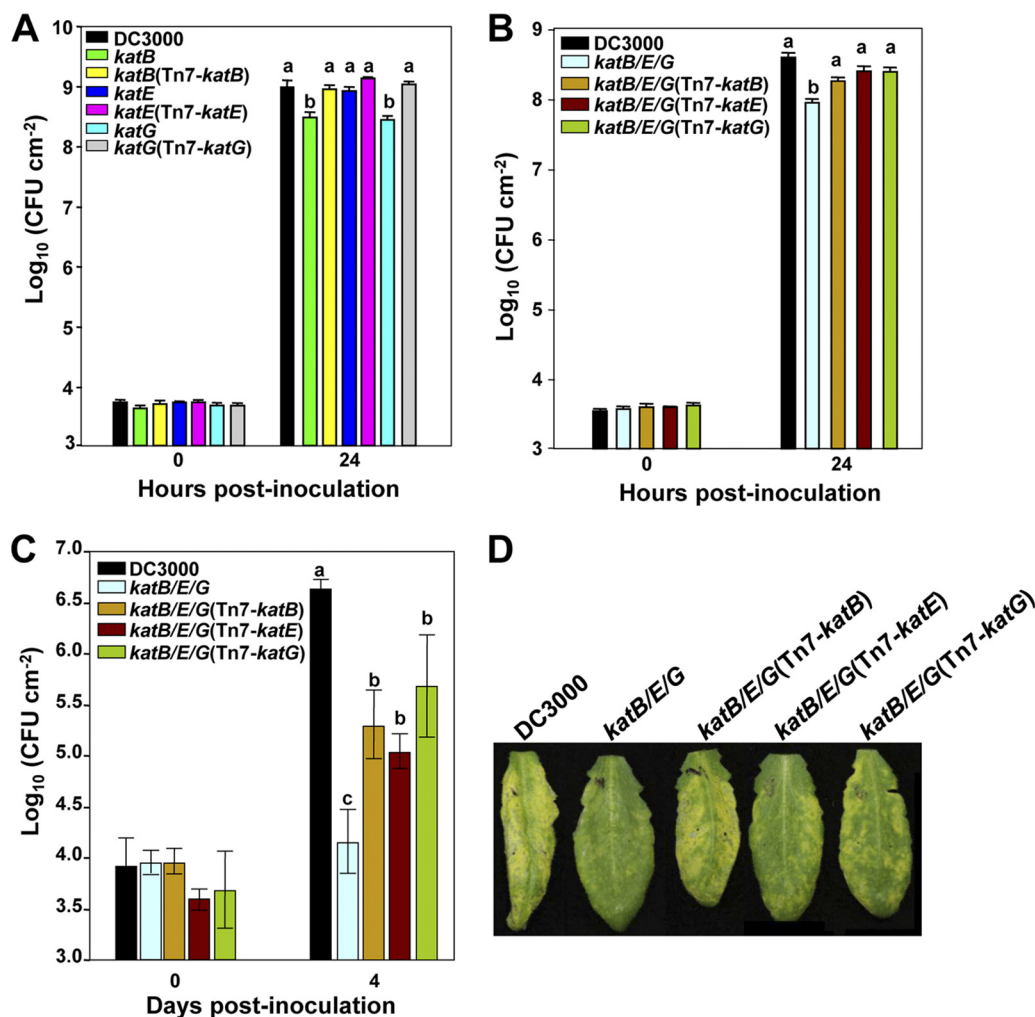 A
Log10 (CFU cm-2)
10
9
8
7
6
5
4
3
DC3000
katB
katB(Tn7-katB)
katE
katE(Tn7-katE)
katG
katG(Tn7-katG)
a b a a a b a
0 24
Hours post-inoculation
B
Log10 (CFU cm-2)
9
8
7
6
5
4
3
DC3000
katB/E/G
katB/E/G(Tn7-katB)
katB/E/G(Tn7-katE)
katB/E/G(Tn7-katG)
a b a a a
0 24
Hours post-inoculation
C
Log10 (CFU cm-2)
7.0
6.5
6.0
5.5
5.0
4.5
4.0
3.5
3.0
DC3000
katB/E/G
katB/E/G(Tn7-katB)
katB/E/G(Tn7-katE)
katB/E/G(Tn7-katG)
a c b b b
0 4
Days post-inoculation
D
DC3000
katB/E/G
katB/E/G(Tn7-katB)
katB/E/G(Tn7-katE)
katB/E/G(Tn7-katG)